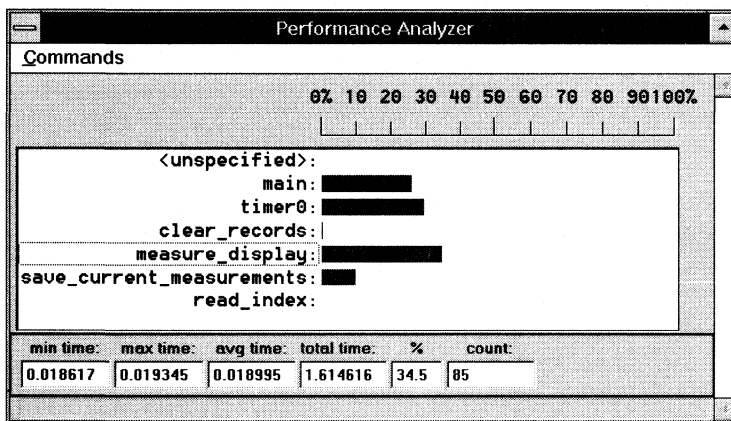 Performance Analyzer
Commands
0% 10 20 30 40 50 60 70 80 90100%
<unspecified>:
main:
timer0:
clear_records:
measure_display:
save_current_measurements:
read_index:
min time: max time: avg time: total time: % count:
0.018617 0.019345 0.018995 1.614616 34.5 85